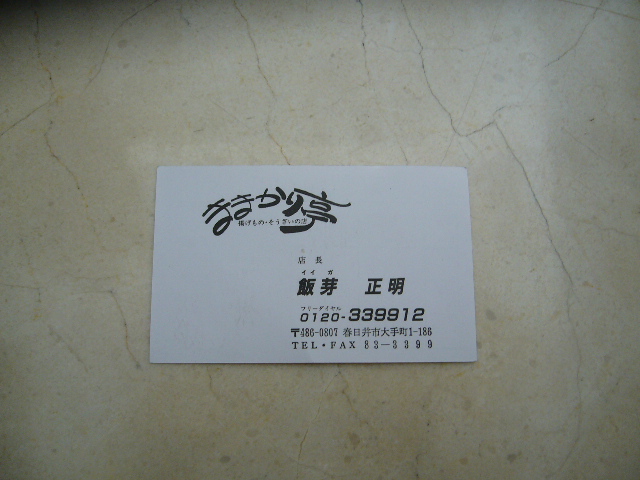 ままかり亭
揚げもの・そうざいの店
店長
イイガ
飯芽 正明
フリーダイヤル
0120-339912
〒486-0807 春日井市大手町1-186
TEL・FAX 83-3399